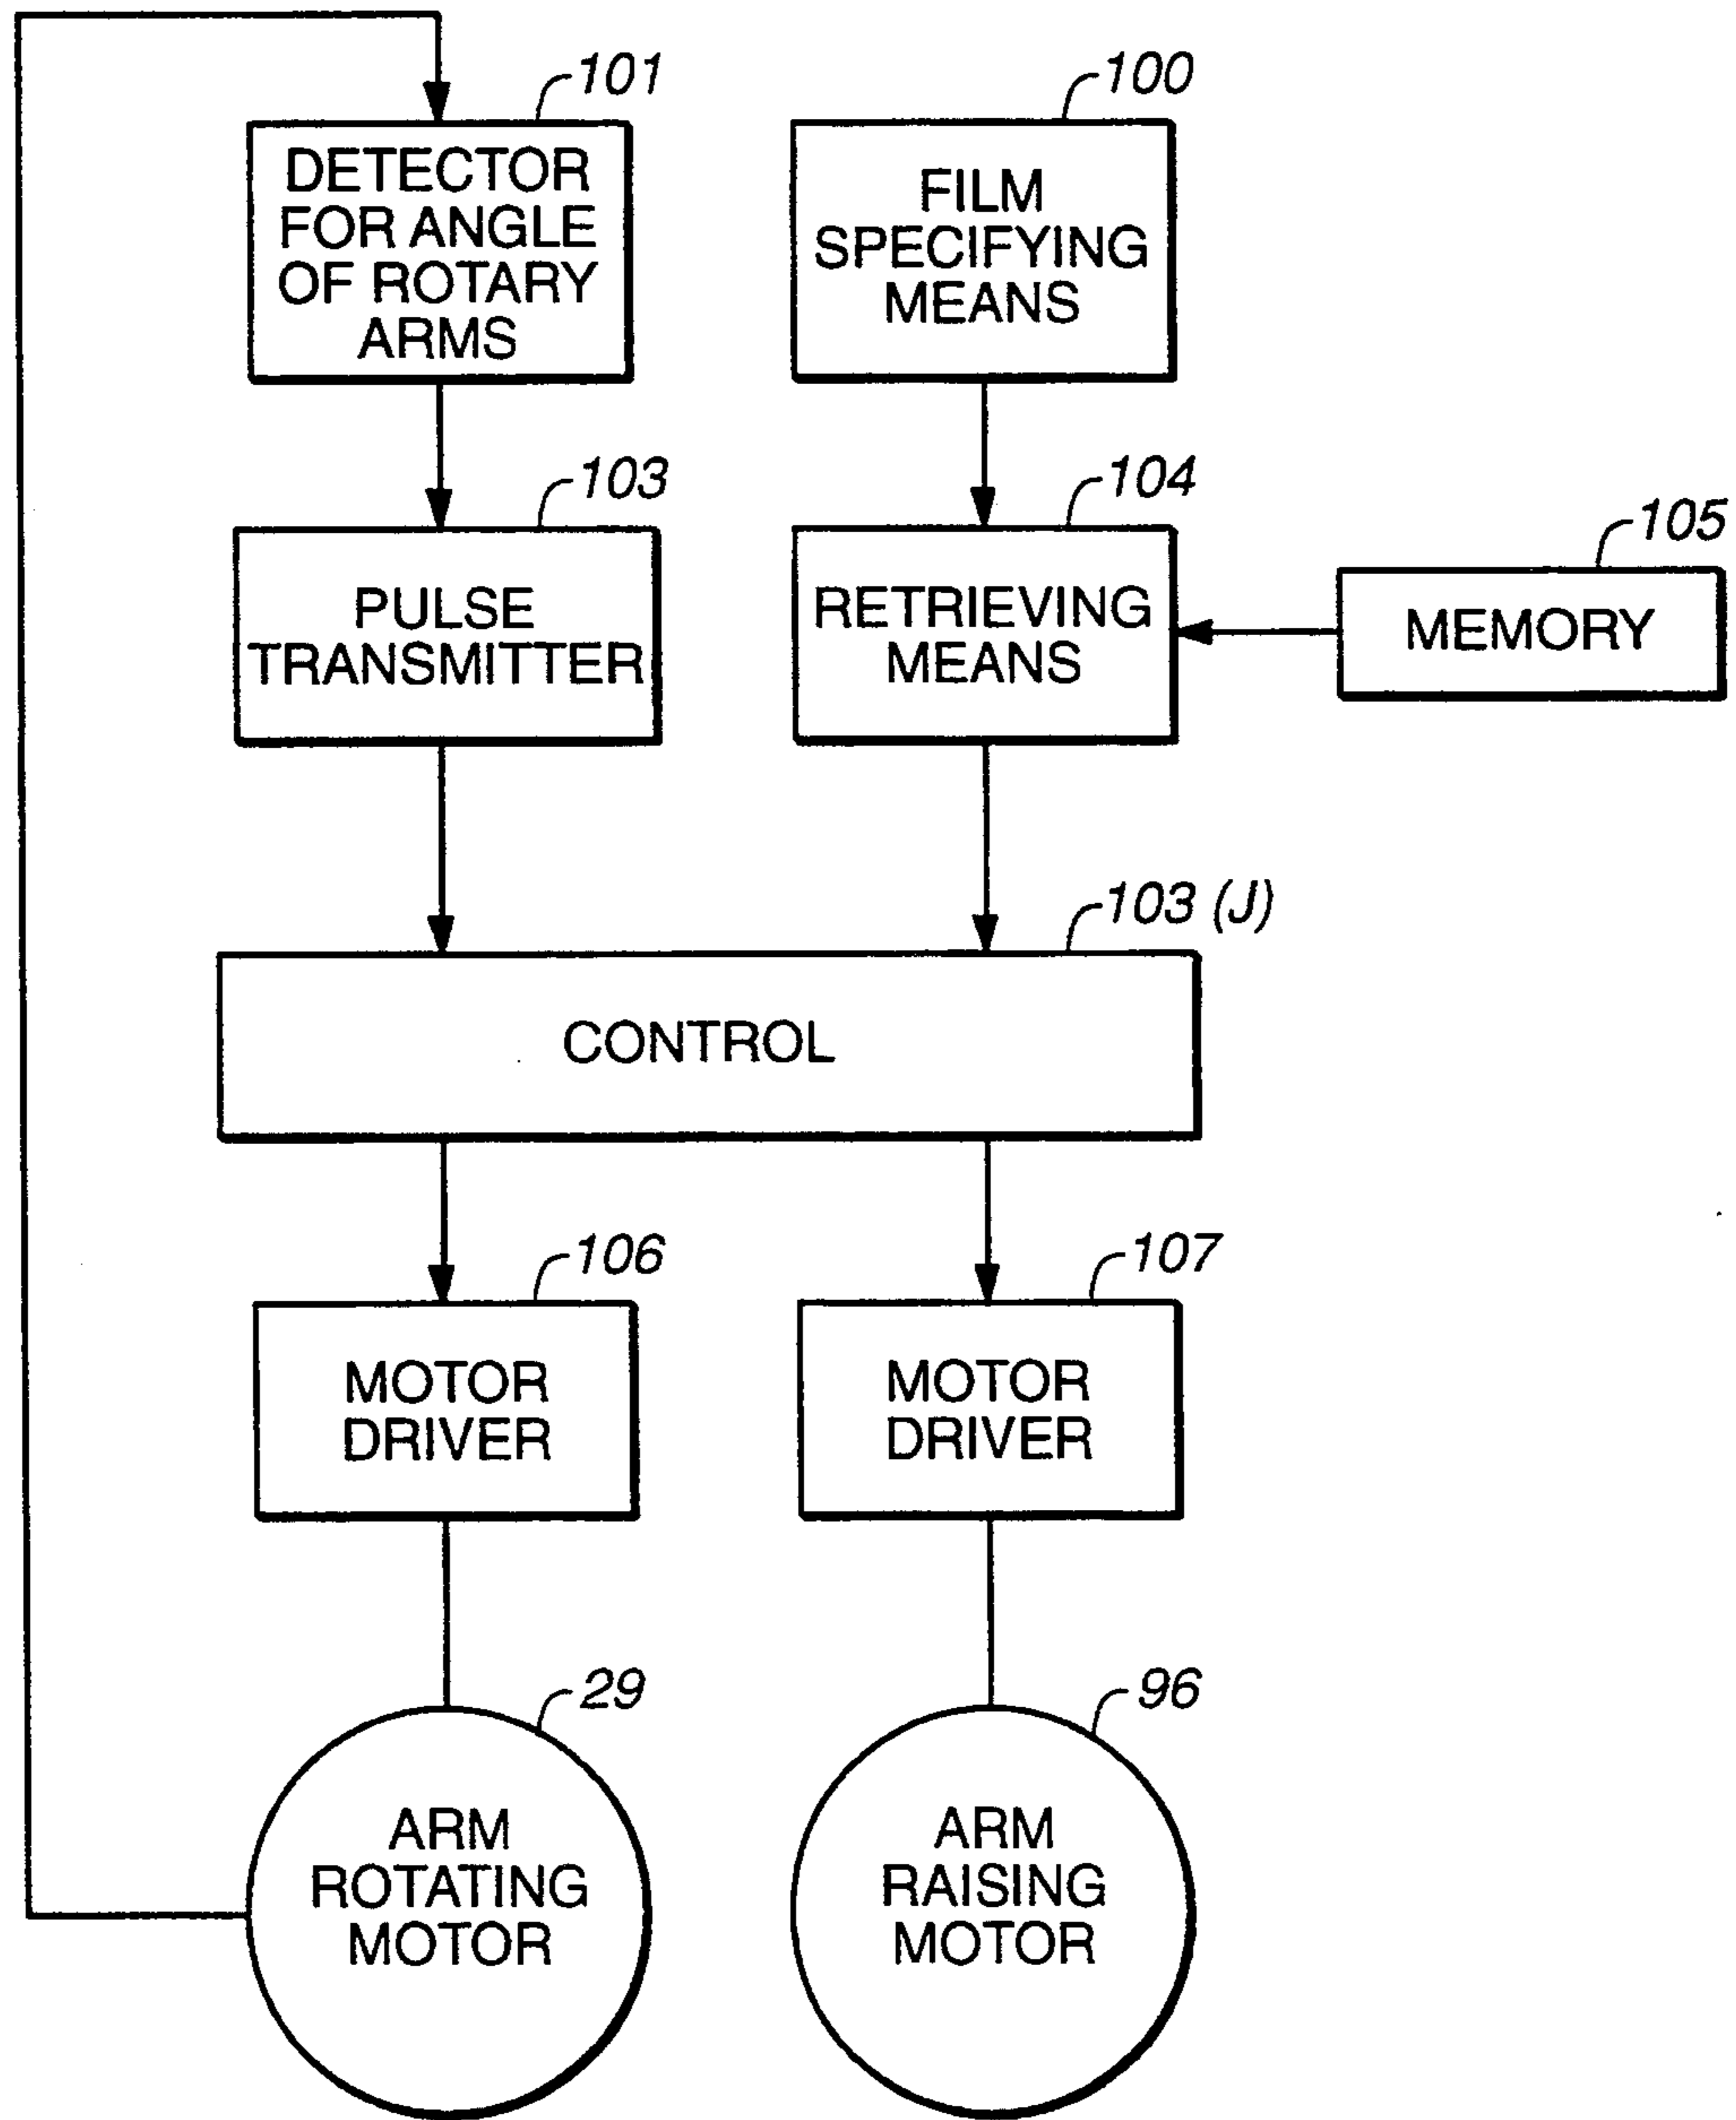 101
DETECTOR
FOR ANGLE
OF ROTARY
ARMS
100
FILM
SPECIFYING
MEANS
103
PULSE
TRANSMITTER
104
RETRIEVING
MEANS
105
MEMORY
103 (J)
CONTROL
106
MOTOR
DRIVER
107
MOTOR
DRIVER
29
ARM
ROTATING
MOTOR
96
ARM
RAISING
MOTOR